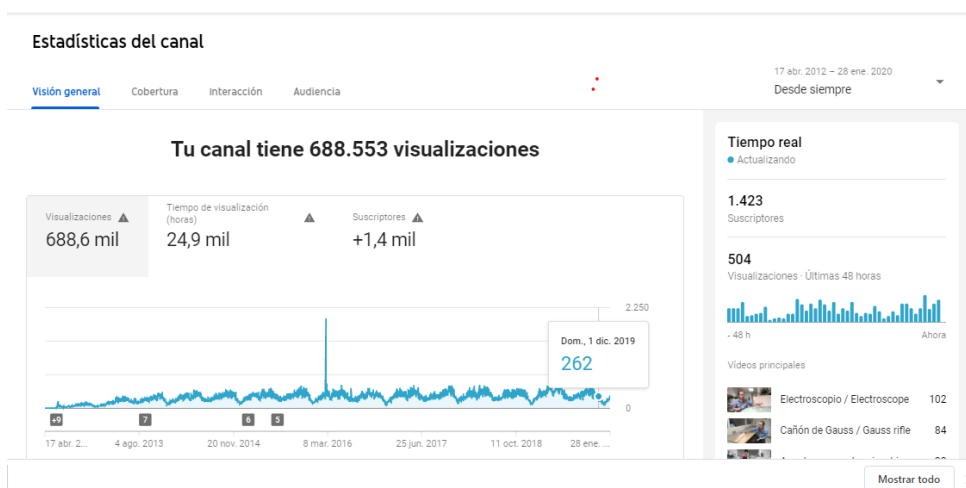 Estadísticas del canal
Visión general Cobertura Interacción Audiencia
17 abr. 2012 – 28 ene. 2020
Desde siempre
Tu canal tiene 688.553 visualizaciones
Visualizaciones
688,6 mil
Tiempo de visualización
(horas)
24,9 mil
Suscriptores
+1,4 mil
2.250
Dom., 1 dic. 2019
262
0
+9 7 6 5
17 abr. 2... 4 ago. 2013 20 nov. 2014 8 mar. 2016 25 jun. 2017 11 oct. 2018 28 ene. ...
Tiempo real
Actualizando
1.423
Suscriptores
504
Visualizaciones · Últimas 48 horas
- 48 h Ahora
Vídeos principales
Electroscopio / Electroscope 102
Cañón de Gauss / Gauss rifle 84
Mostrar todo